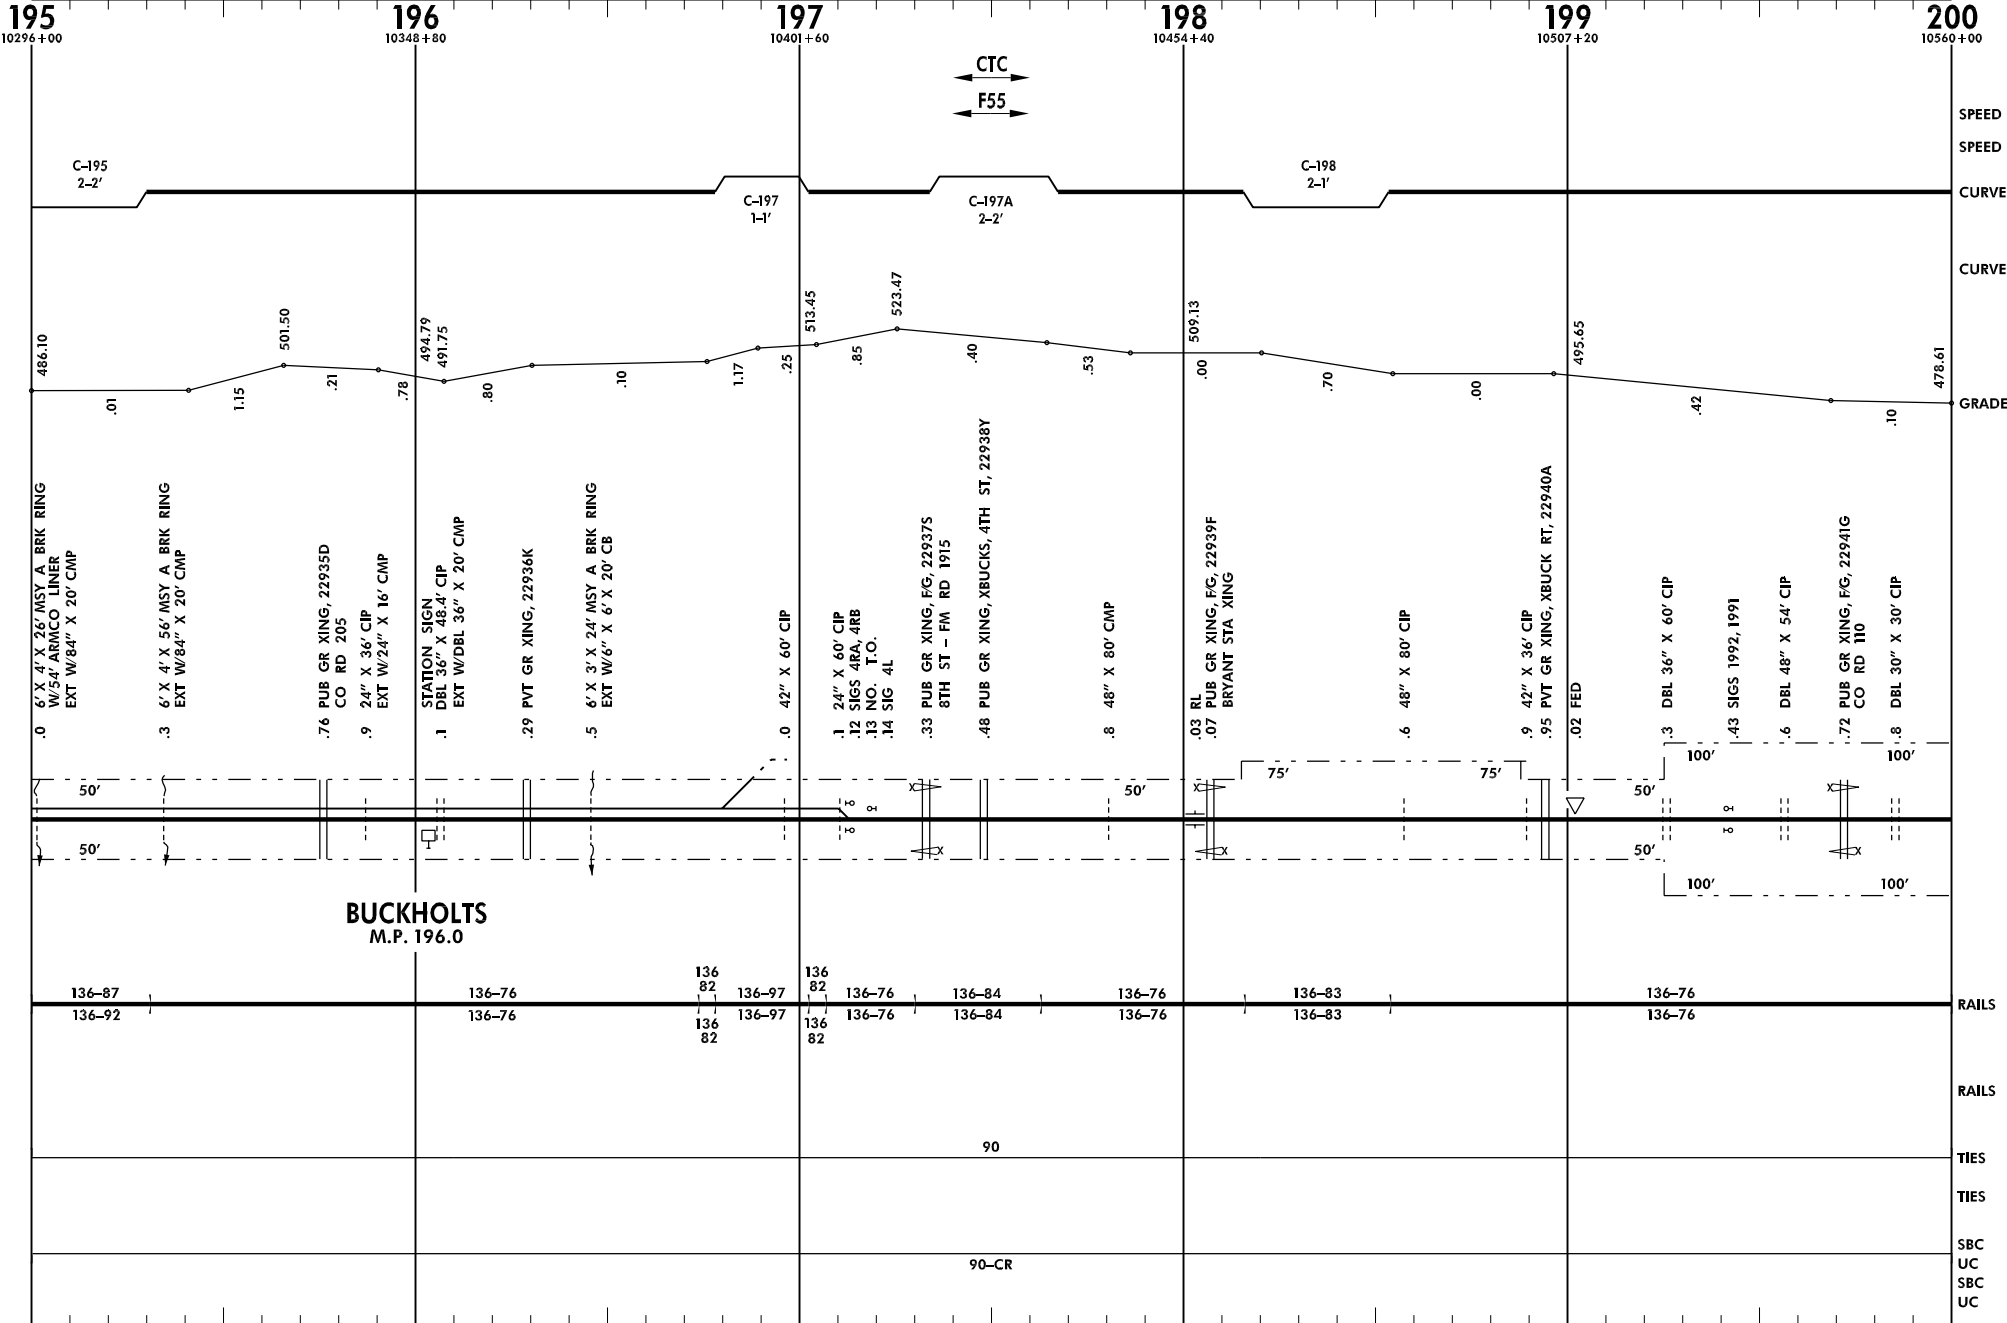 195
196
197
198
199
200
10296+00
10348+80
10401+60
10454+40
10507+20
10560+00
CTC
F55
SPEED
SPEED
C–195
2–2'
C–197
1–1'
C–197A
2–2'
C–198
2–1'
CURVE
CURVE
486.10
501.50
494.79
491.75
513.45
523.47
509.13
495.65
478.61
.01
1.15
.21
.78
.80
.10
1.17
.25
.85
.40
.53
.00
.70
.00
.42
.10
GRADE
.0 6' X 4' X 26' MSY A BRK RING
W/54' ARMCO LINER
EXT W/84" X 20' CMP
.3 6' X 4' X 56' MSY A BRK RING
EXT W/84" X 20' CMP
.76 PUB GR XING, 22935D
CO RD 205
.9 24" X 36' CIP
EXT W/24" X 16' CMP
STATION SIGN
.1 DBL 36" X 48.4' CIP
EXT W/DBL 36" X 20' CMP
.29 PVT GR XING, 22936K
.5 6' X 3' X 24' MSY A BRK RING
EXT W/6" X 6' X 20' CB
.0 42" X 60' CIP
.1 24" X 60' CIP
.12 SIGS 4RA, 4RB
.13 NO. T.O.
.14 SIG 4L
.33 PUB GR XING, F/G, 22937S
8TH ST – FM RD 1915
.48 PUB GR XING, XBUCKS, 4TH ST, 22938Y
.8 48" X 80' CMP
.03 RL
.07 PUB GR XING, F/G, 22939F
BRYANT STA XING
.6 48" X 80' CIP
.9 42" X 36' CIP
.95 PVT GR XING, XBUCK RT, 22940A
.02 FED
.3 DBL 36" X 60' CIP
.43 SIGS 1992, 1991
.6 DBL 48" X 54' CIP
.72 PUB GR XING, F/G, 22941G
CO RD 110
.8 DBL 30" X 30' CIP
50'
50'
75'
75'
50'
100'
100'
50'
50'
100'
100'
X
X
X
X
X
X
BUCKHOLTS
M.P. 196.0
136–87
136–76
136
82
136–97
136
82
136–76
136–84
136–76
136–83
136–76
RAILS
136–92
136–76
136
82
136–97
136
82
136–76
136–84
136–76
136–83
136–76
RAILS
90
TIES
TIES
SBC
90–CR
UC
SBC
UC